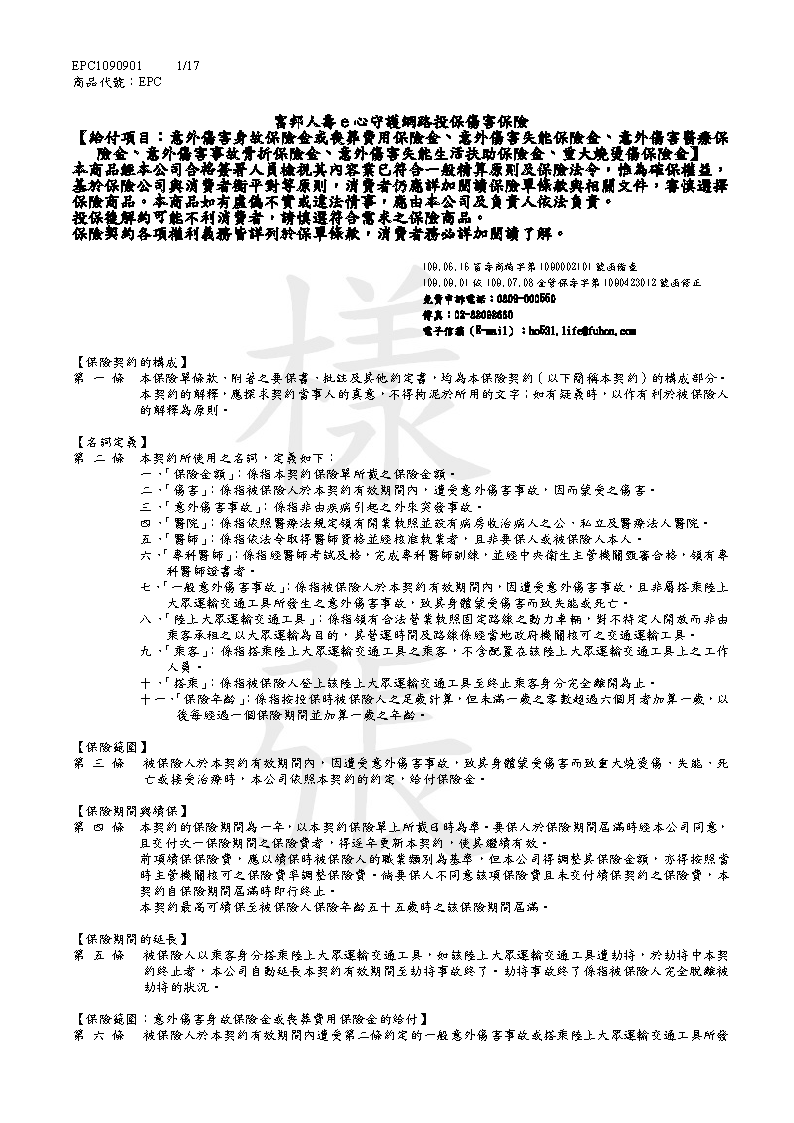 EPC1090901 1/17
商品代號：EPC
富邦人壽ｅ心守護網路投保傷害保險
【給付項目：意外傷害身故保險金或喪葬費用保險金、意外傷害失能保險金、意外傷害醫療保
險金、意外傷害事故骨折保險金、意外傷害失能生活扶助保險金、重大燒燙傷保險金】
本商品經本公司合格簽署人員檢視其內容業已符合一般精算原則及保險法令，惟為確保權益，
基於保險公司與消費者衡平對等原則，消費者仍應詳加閱讀保險單條款與相關文件，審慎選擇
保險商品。本商品如有虛偽不實或違法情事，應由本公司及負責人依法負責。
投保後解約可能不利消費者，請慎選符合需求之保險商品。
保險契約各項權利義務皆詳列於保單條款，消費者務必詳加閱讀了解。
109.06.16 富壽商精字第 1090002101 號函備查
109.09.01 依 109.07.08 金管保壽字第 1090423012 號函修正
免費申訴電話：0809-000550
傳真：02-88098660
電子信箱（E-mail）：ho531.life@fubon.com
【保險契約的構成】
第 一 條 本保險單條款、附著之要保書、批註及其他約定書，均為本保險契約（以下簡稱本契約）的構成部分。
本契約的解釋，應探求契約當事人的真意，不得拘泥於所用的文字；如有疑義時，以作有利於被保險人
的解釋為原則。
【名詞定義】
第 二 條 本契約所使用之名詞，定義如下：
一、「保險金額」：係指本契約保險單所載之保險金額。
二、「傷害」：係指被保險人於本契約有效期間內，遭受意外傷害事故，因而蒙受之傷害。
三、「意外傷害事故」：係指非由疾病引起之外來突發事故。
四、「醫院」：係指依照醫療法規定領有開業執照並設有病房收治病人之公、私立及醫療法人醫院。
五、「醫師」：係指依法令取得醫師資格並經核准執業者，且非要保人或被保險人本人。
六、「專科醫師」：係指經醫師考試及格，完成專科醫師訓練，並經中央衛生主管機關甄審合格，領有專
科醫師證書者。
七、「一般意外傷害事故」：係指被保險人於本契約有效期間內，因遭受意外傷害事故，且非屬搭乘陸上
大眾運輸交通工具所發生之意外傷害事故，致其身體蒙受傷害而致失能或死亡。
八、「陸上大眾運輸交通工具」：係指領有合法營業執照固定路線之動力車輛，對不特定人開放而非由
乘客承租之以大眾運輸為目的，其營運時間及路線係經當地政府機關核可之交通運輸工具。
九、「乘客」：係指搭乘陸上大眾運輸交通工具之乘客，不含配置在該陸上大眾運輸交通工具上之工作
人員。
十、「搭乘」：係指被保險人登上該陸上大眾運輸交通工具至終止乘客身分完全離開為止。
十一、「保險年齡」：係指按投保時被保險人之足歲計算，但未滿一歲之零數超過六個月者加算一歲，以
後每經過一個保險期間並加算一歲之年齡。
【保險範圍】
第 三 條 被保險人於本契約有效期間內，因遭受意外傷害事故，致其身體蒙受傷害而致重大燒燙傷、失能、死
亡或接受治療時，本公司依照本契約的約定，給付保險金。
【保險期間與續保】
第 四 條 本契約的保險期間為一年，以本契約保險單上所載日時為準。要保人於保險期間屆滿時經本公司同意，
且交付次一保險期間之保險費者，得逐年更新本契約，使其繼續有效。
前項續保保險費，應以續保時被保險人的職業類別為基準，但本公司得調整其保險金額，亦得按照當
時主管機關核可之保險費率調整保險費。倘要保人不同意該項保險費且未交付續保契約之保險費，本
契約自保險期間屆滿時即行終止。
本契約最高可續保至被保險人保險年齡五十五歲時之該保險期間屆滿。
【保險期間的延長】
第 五 條 被保險人以乘客身分搭乘陸上大眾運輸交通工具，如該陸上大眾運輸交通工具遭劫持，於劫持中本契
約終止者，本公司自動延長本契約有效期間至劫持事故終了。劫持事故終了係指被保險人完全脫離被
劫持的狀況。
【保險範圍：意外傷害身故保險金或喪葬費用保險金的給付】
第 六 條 被保險人於本契約有效期間內遭受第二條約定的一般意外傷害事故或搭乘陸上大眾運輸交通工具所發
樣
張